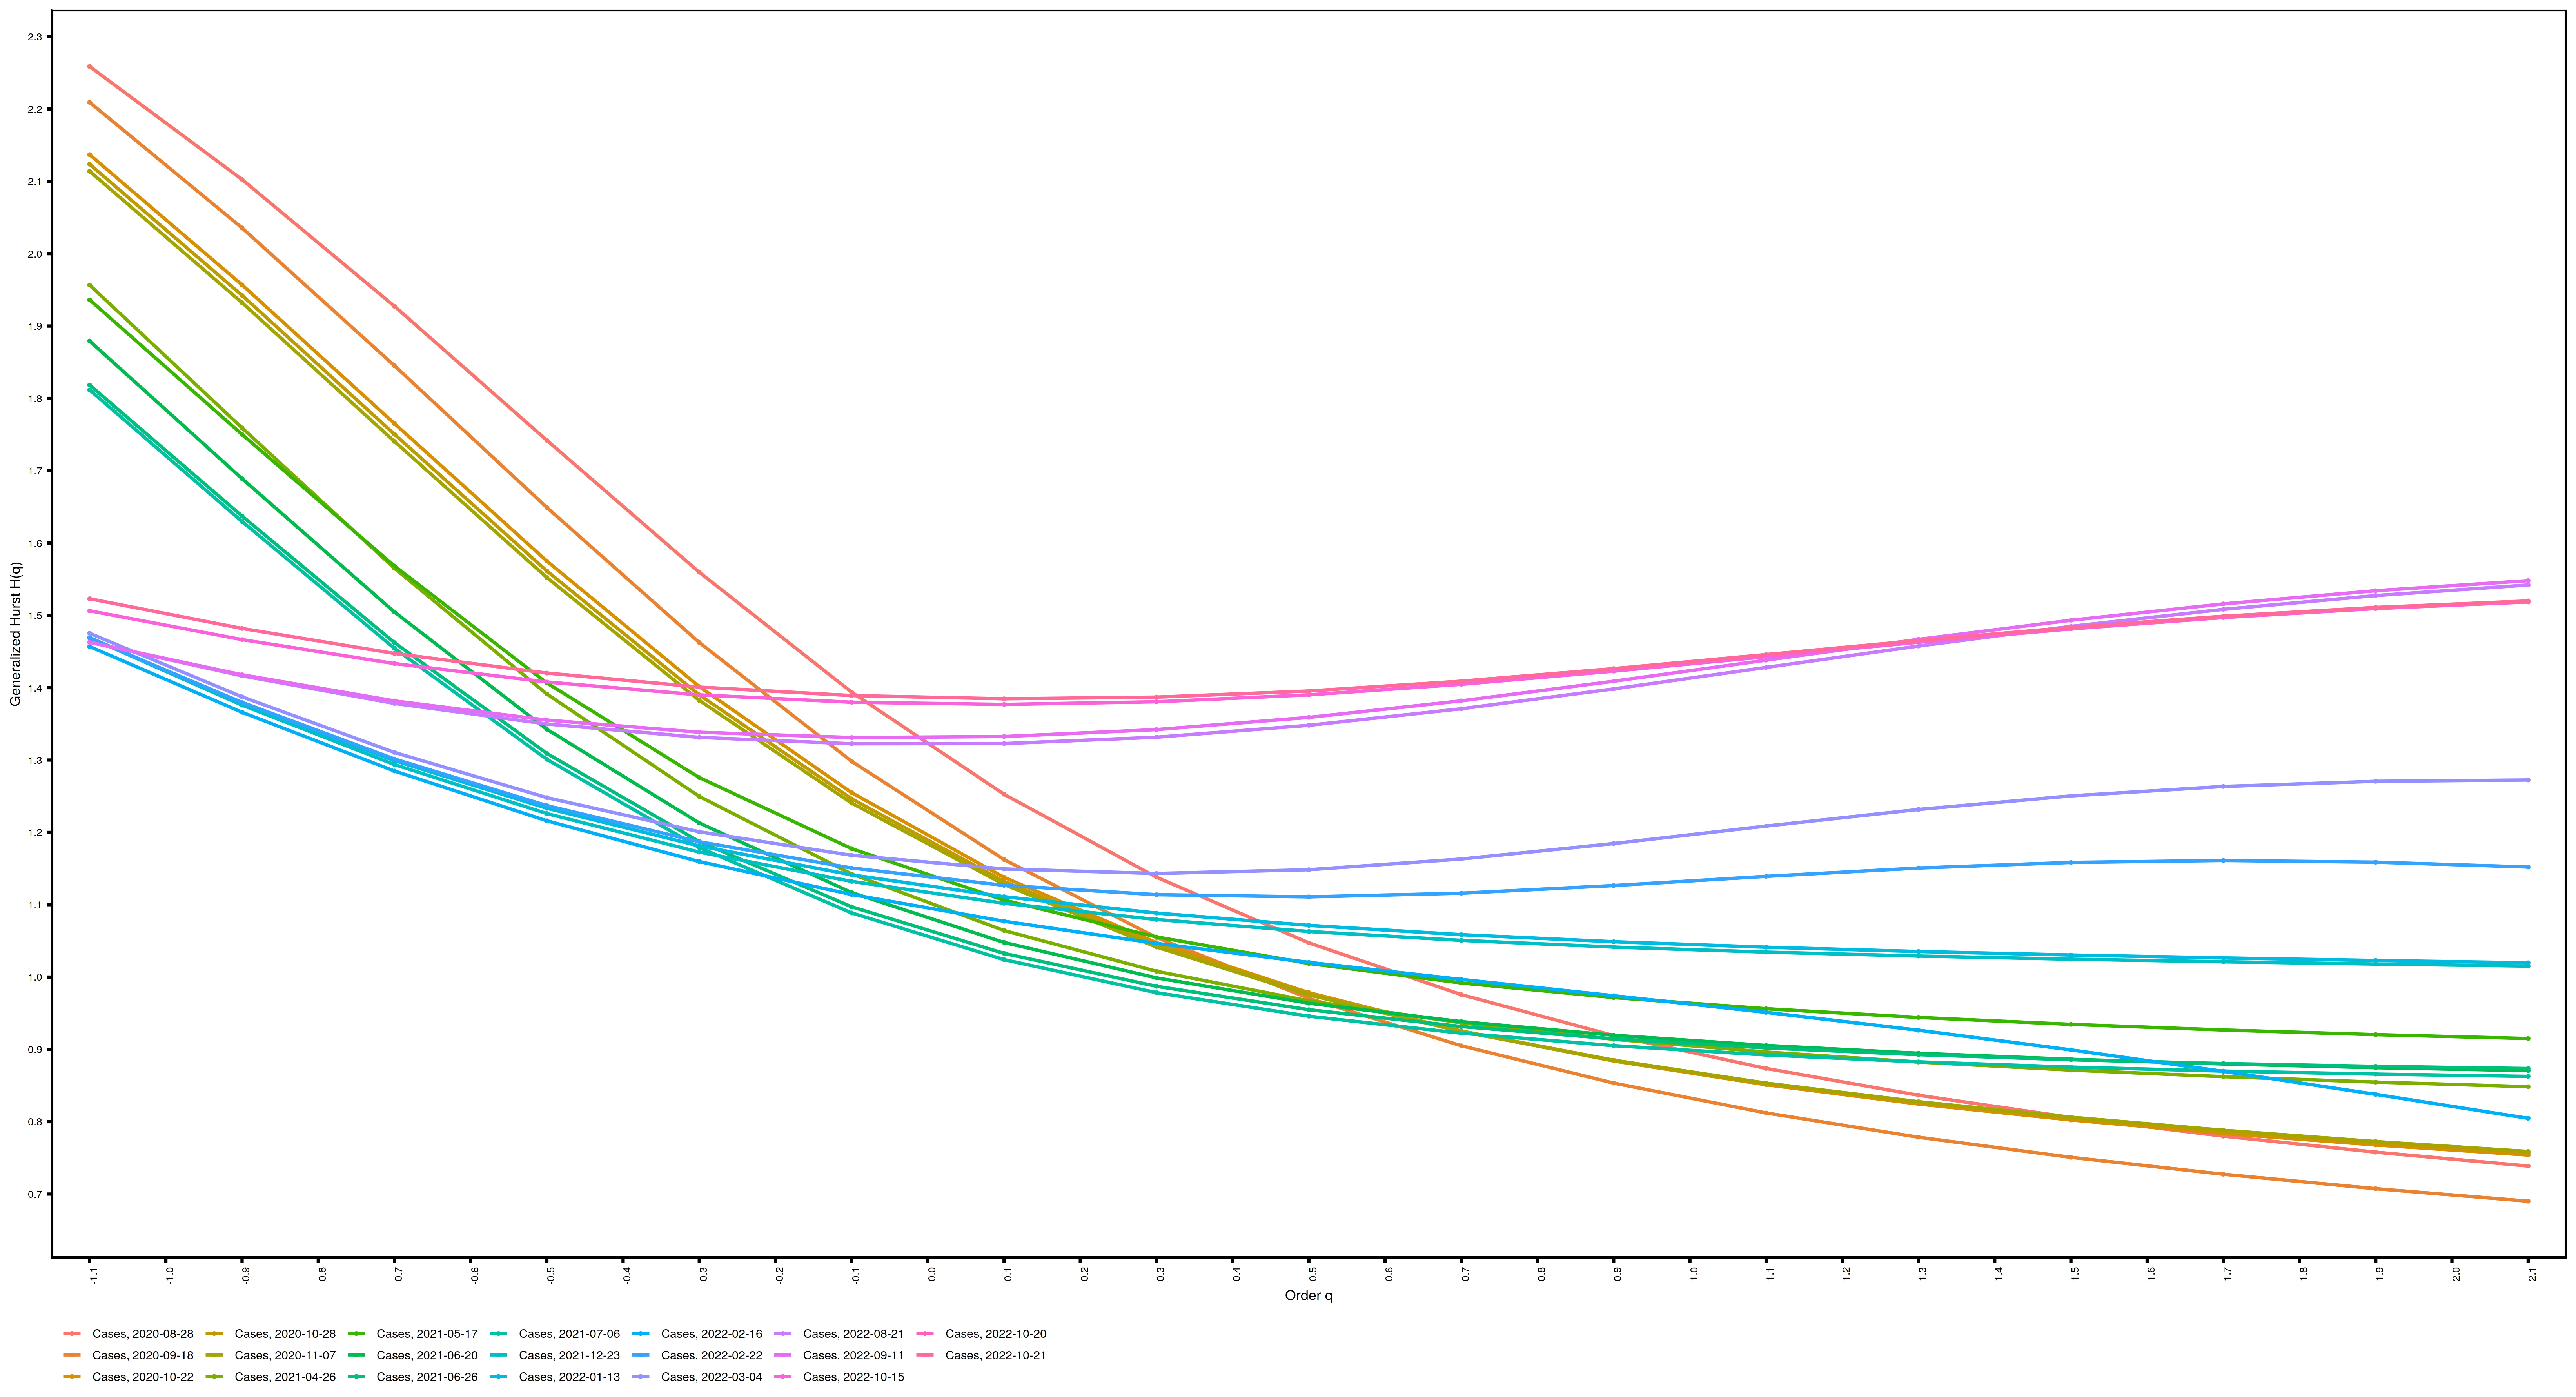 Generalized Hurst H(q)
2.3
2.2
2.1
2.0
1.9
1.8
1.7
1.6
1.5
1.4
1.3
1.2
1.1
1.0
0.9
0.8
0.7
-1.1 -1.0 -0.9 -0.8 -0.7 -0.6 -0.5 -0.4 -0.3 -0.2 -0.1 0.0 0.1 0.2 0.3 0.4 0.5 0.6 0.7 0.8 0.9 1.0 1.1 1.2 1.3 1.4 1.5 1.6 1.7 1.8 1.9 2.0 2.1
Order q
Cases, 2020-08-28 Cases, 2020-10-28 Cases, 2021-05-17 Cases, 2021-07-06 Cases, 2022-02-16 Cases, 2022-08-21 Cases, 2022-10-20
Cases, 2020-09-18 Cases, 2020-11-07 Cases, 2021-06-20 Cases, 2021-12-23 Cases, 2022-02-22 Cases, 2022-09-11 Cases, 2022-10-21
Cases, 2020-10-22 Cases, 2021-04-26 Cases, 2021-06-26 Cases, 2022-01-13 Cases, 2022-03-04 Cases, 2022-10-15